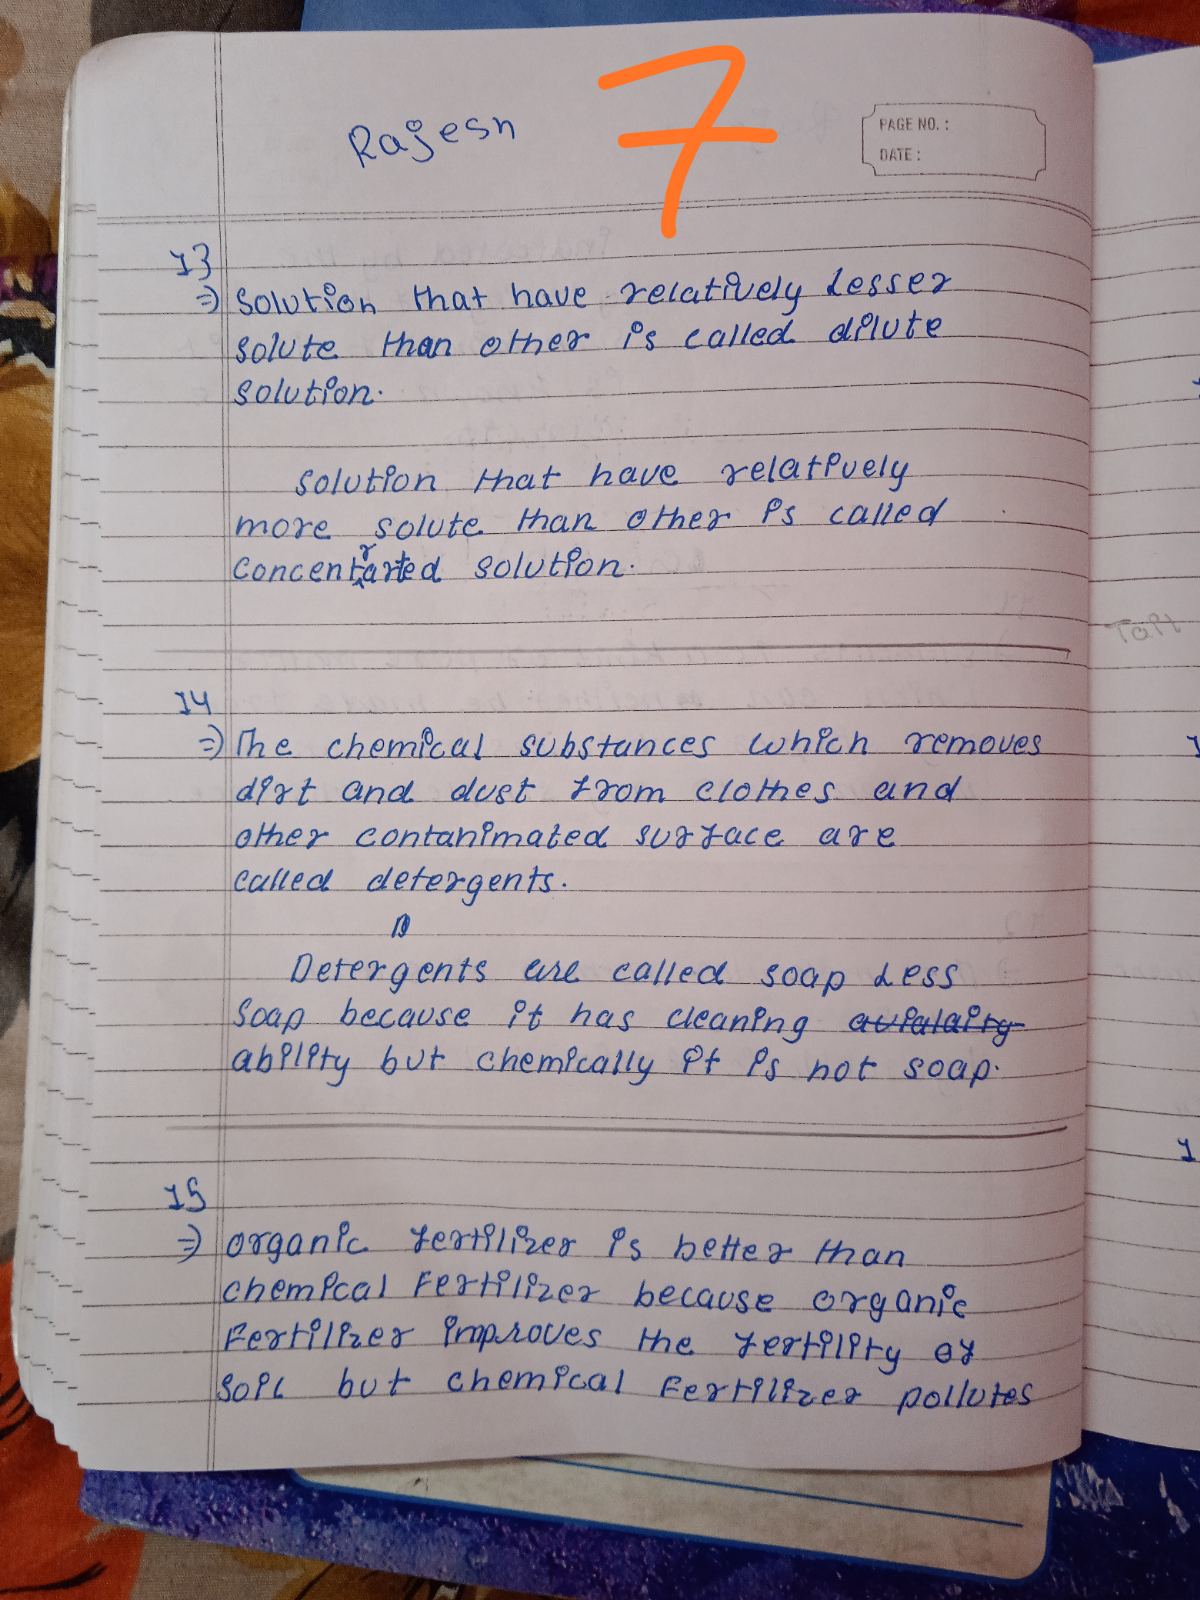 Rajesh
7
PAGE NO. :
DATE :
13
⇒ Solution that have relatively Lesser
solute than other is called dilute
solution.
solution that have relatively
more solute than other is called
concentrarted solution.
14
⇒ The chemical substances which removes
dirt and dust from clothes and
other contanimated surface are
called detergents.
Detergents are called soap Less
Soap because it has cleaning
ability but chemically it is not soap.
15
⇒ organic fertilizer is better than
chemical Fertilizer because organic
Fertilizer improves the fertility of
soil but chemical Fertilizer pollutes